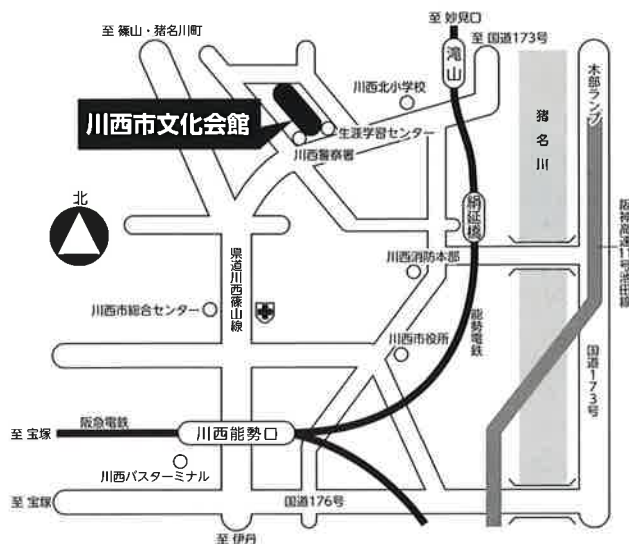 至 妙見口
至 篠山・猪名川町
至 国道173号
滝山
木部ランプ
川西北小学校
川西市文化会館
生涯学習センター
川西警察署
猪名川
北
絹延橋
阪神高速11号池田線
県道川西篠山線
川西消防本部
川西市総合センター
能勢電鉄
川西市役所
国道173号
阪急電鉄
至 宝塚
川西能勢口
川西バスターミナル
至 宝塚
国道176号
至 伊丹